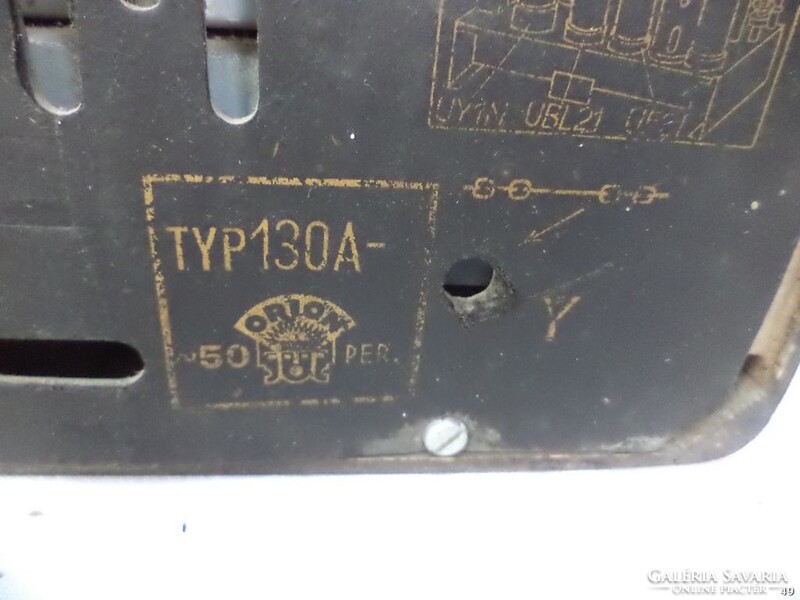 UY1N UBL21
TYP130A-
ORION
~50 PER.
Y
GALÉRIA SAVARIA
ONLINE PIACTÉR
49